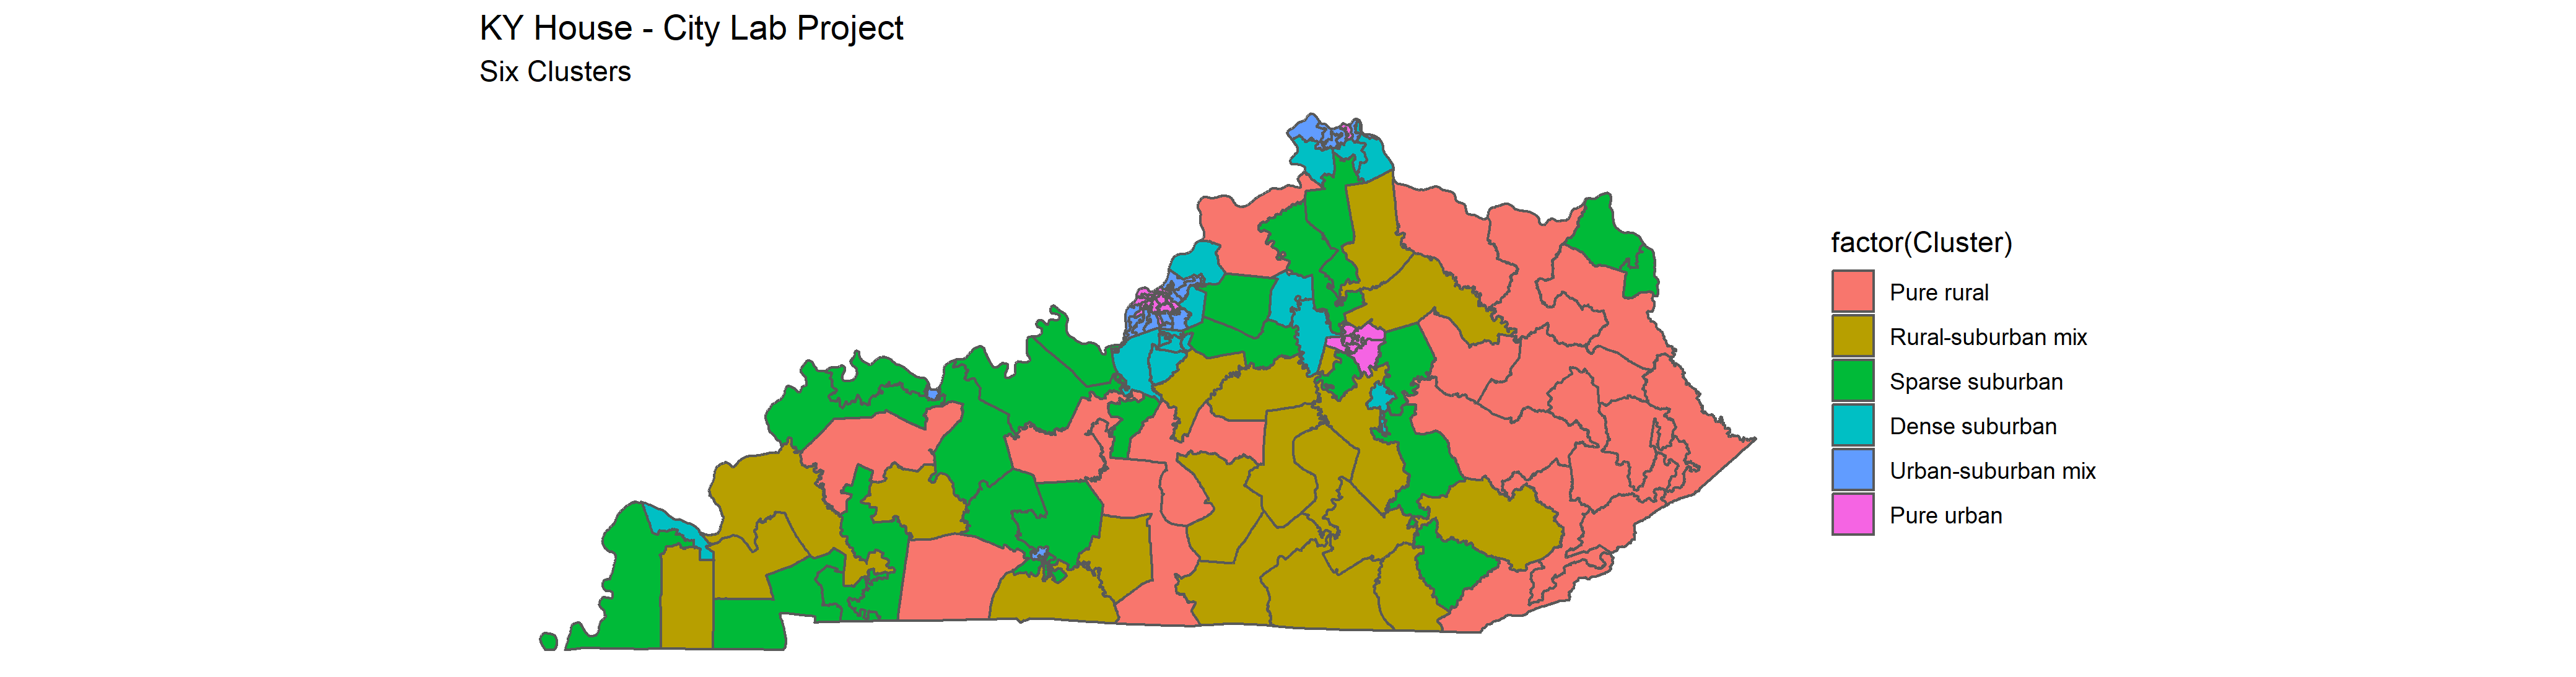 KY House - City Lab Project
Six Clusters
factor(Cluster)
Pure rural
Rural-suburban mix
Sparse suburban
Dense suburban
Urban-suburban mix
Pure urban